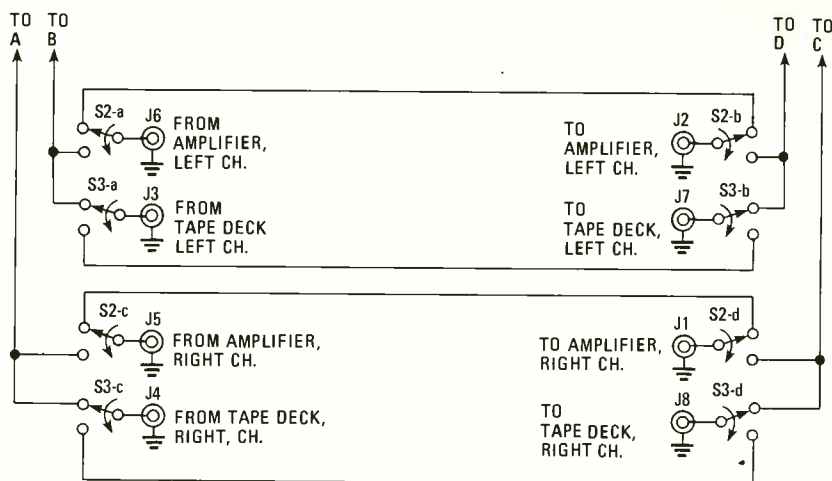 TO TO
A B
TO TO
D C
S2-a J6 FROM
AMPLIFIER,
LEFT CH.
S3-a J3 FROM
TAPE DECK
LEFT CH.
TO J2 S2-b
AMPLIFIER,
LEFT CH.
TO J7 S3-b
TAPE DECK,
LEFT CH.
S2-c J5
FROM AMPLIFIER,
RIGHT CH.
S3-c J4
FROM TAPE DECK,
RIGHT, CH.
J1 S2-d
TO AMPLIFIER,
RIGHT CH.
TO J8 S3-d
TAPE DECK,
RIGHT CH.